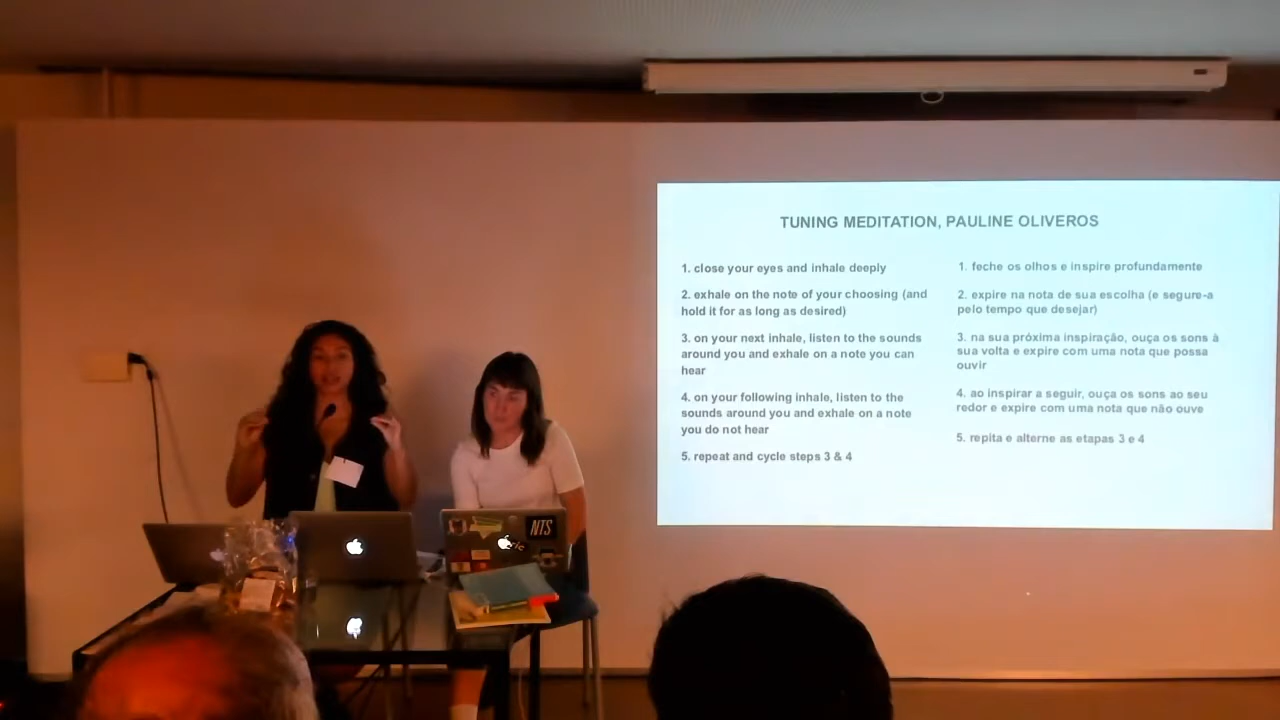 TUNING MEDITATION, PAULINE OLIVEROS
1. close your eyes and inhale deeply
2. exhale on the note of your choosing (and
hold it for as long as desired)
3. on your next inhale, listen to the sounds
around you and exhale on a note you can
hear
4. on your following inhale, listen to the
sounds around you and exhale on a note
you do not hear
5. repeat and cycle steps 3 & 4
1. feche os olhos e inspire profundamente
2. expire na nota de sua escolha (e segure-a
pelo tempo que desejar)
3. na sua próxima inspiração, ouça os sons à
sua volta e expire com uma nota que possa
ouvir
4. ao inspirar a seguir, ouça os sons ao seu
redor e expire com uma nota que não ouve
5. repita e alterne as etapas 3 e 4
NTS